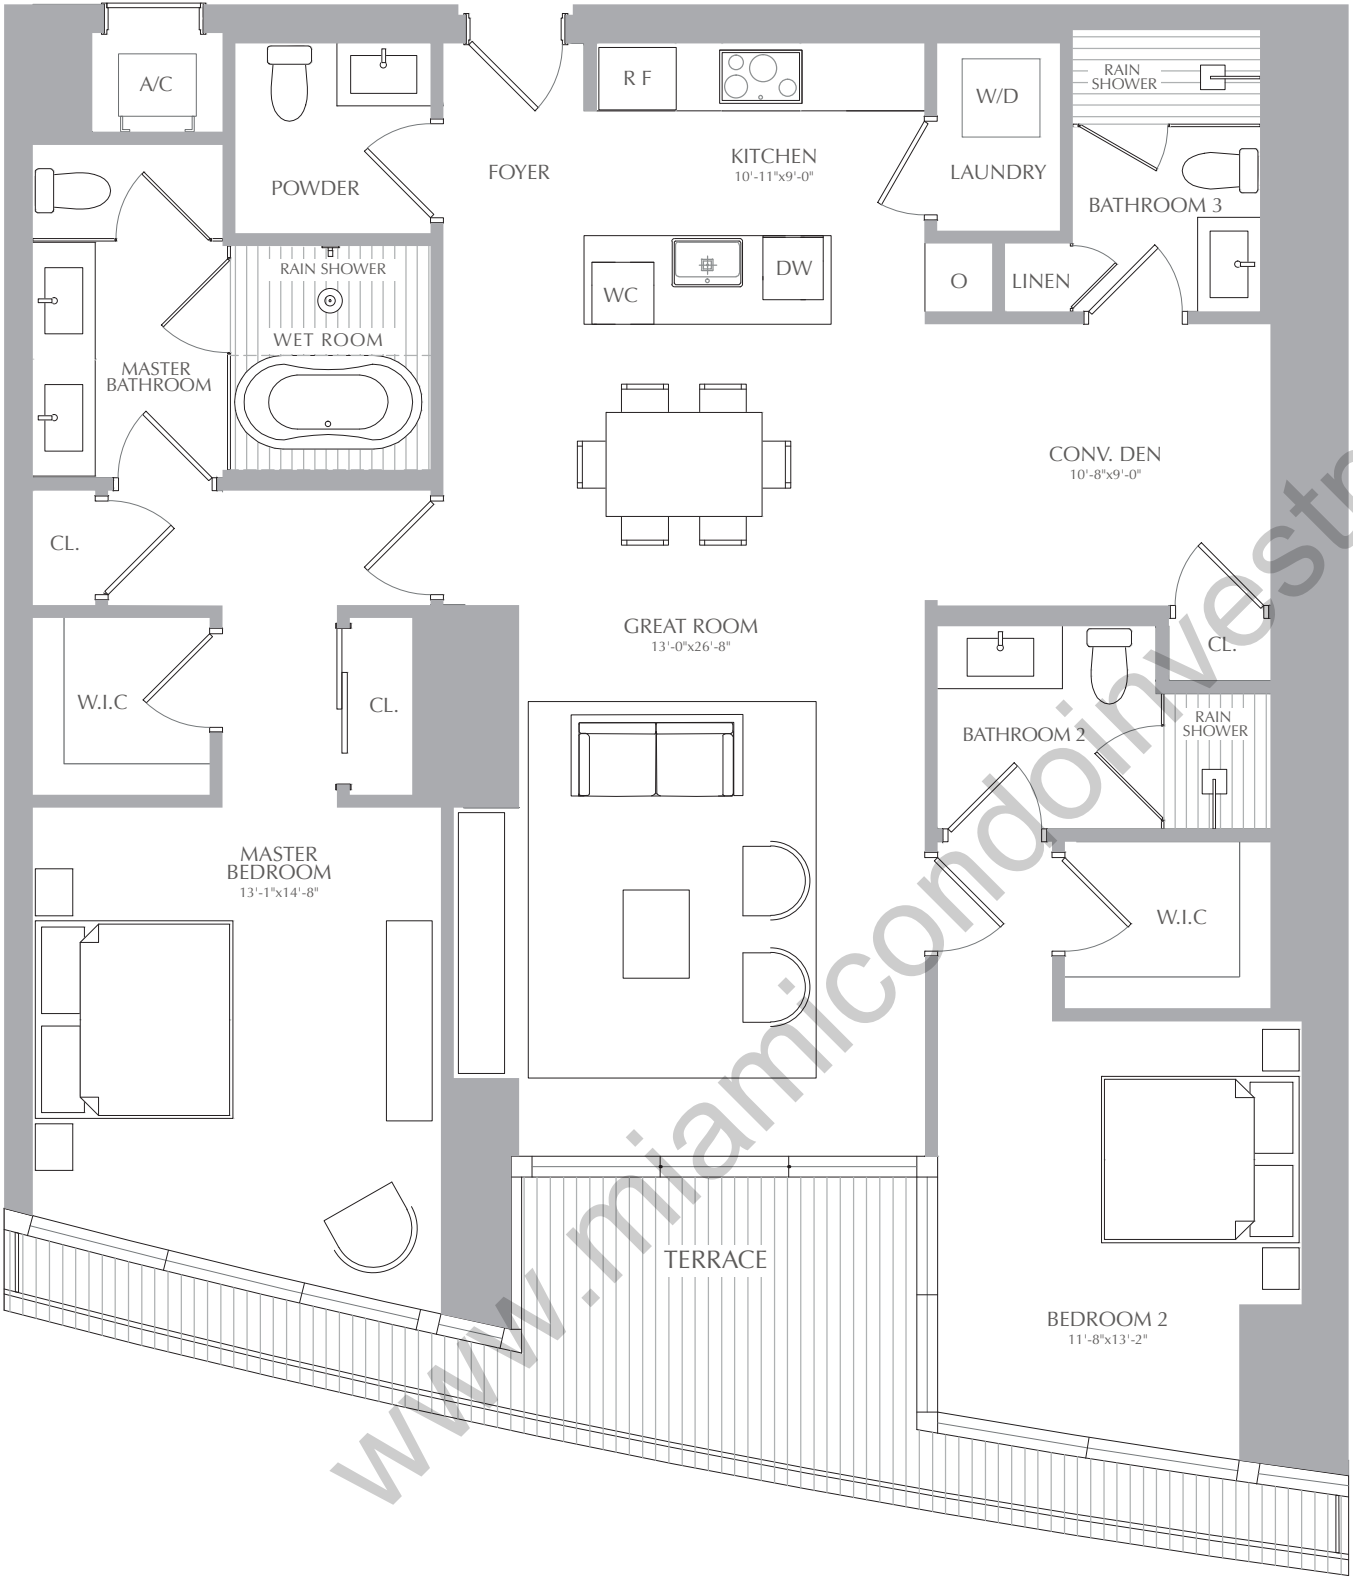 A/C
R F
W/D
RAIN
SHOWER
KITCHEN
10'-11"x9'-0"
FOYER
LAUNDRY
POWDER
BATHROOM 3
RAIN SHOWER
DW
WC
O
LINEN
WET ROOM
MASTER
BATHROOM
CONV. DEN
10'-8"x9'-0"
CL.
GREAT ROOM
13'-0"x26'-8"
CL.
W.I.C
CL.
BATHROOM 2
RAIN
SHOWER
MASTER
BEDROOM
13'-1"x14'-8"
W.I.C
TERRACE
BEDROOM 2
11'-8"x13'-2"
www.miamicondoinvestm